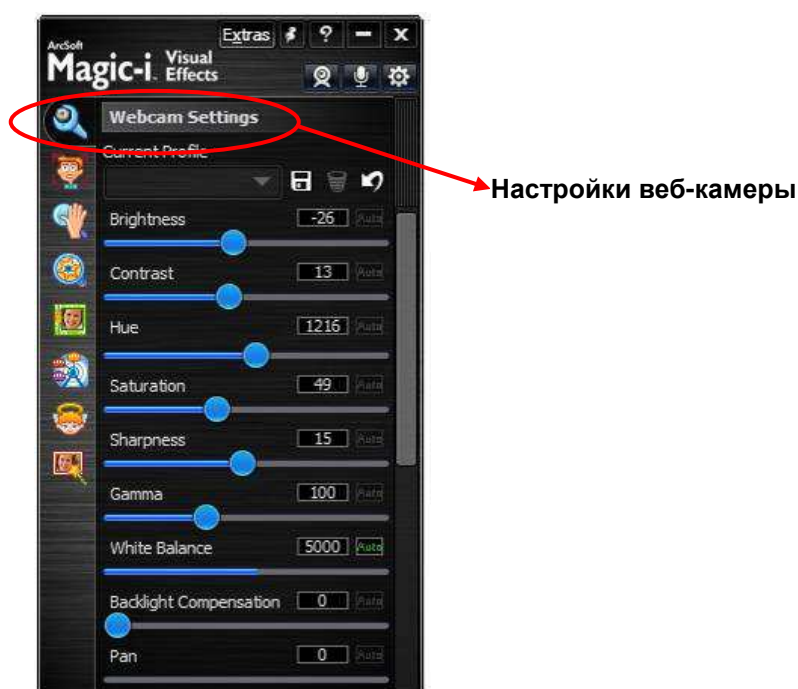 Extras ? – x
ArcSoft
Magic-i Visual Effects
Webcam Settings
Current Profile
Настройки веб-камеры
Brightness -26 Auto
Contrast 13 Auto
Hue 1216 Auto
Saturation 49 Auto
Sharpness 15 Auto
Gamma 100 Auto
White Balance 5000 Auto
Backlight Compensation 0 Auto
Pan 0 Auto